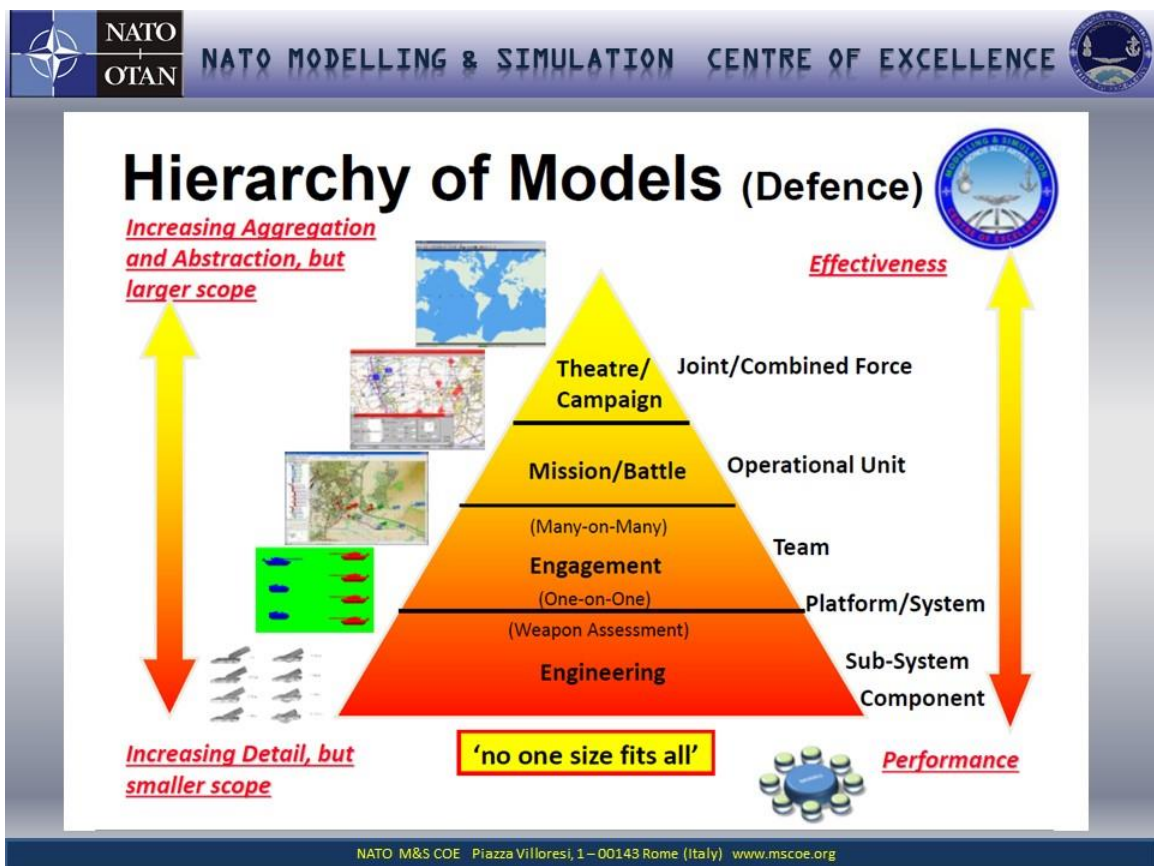 NATO
OTAN
NATO MODELLING & SIMULATION CENTRE OF EXCELLENCE
Hierarchy of Models (Defence)
Increasing Aggregation
and Abstraction, but
larger scope
Effectiveness
Theatre/
Campaign
Joint/Combined Force
Mission/Battle
Operational Unit
(Many-on-Many)
Team
Engagement
(One-on-One)
Platform/System
(Weapon Assessment)
Engineering
Sub-System
Component
Increasing Detail, but
smaller scope
'no one size fits all'
Performance
NATO M&S COE Piazza Villoresi, 1 – 00143 Rome (Italy) www.mscoe.org